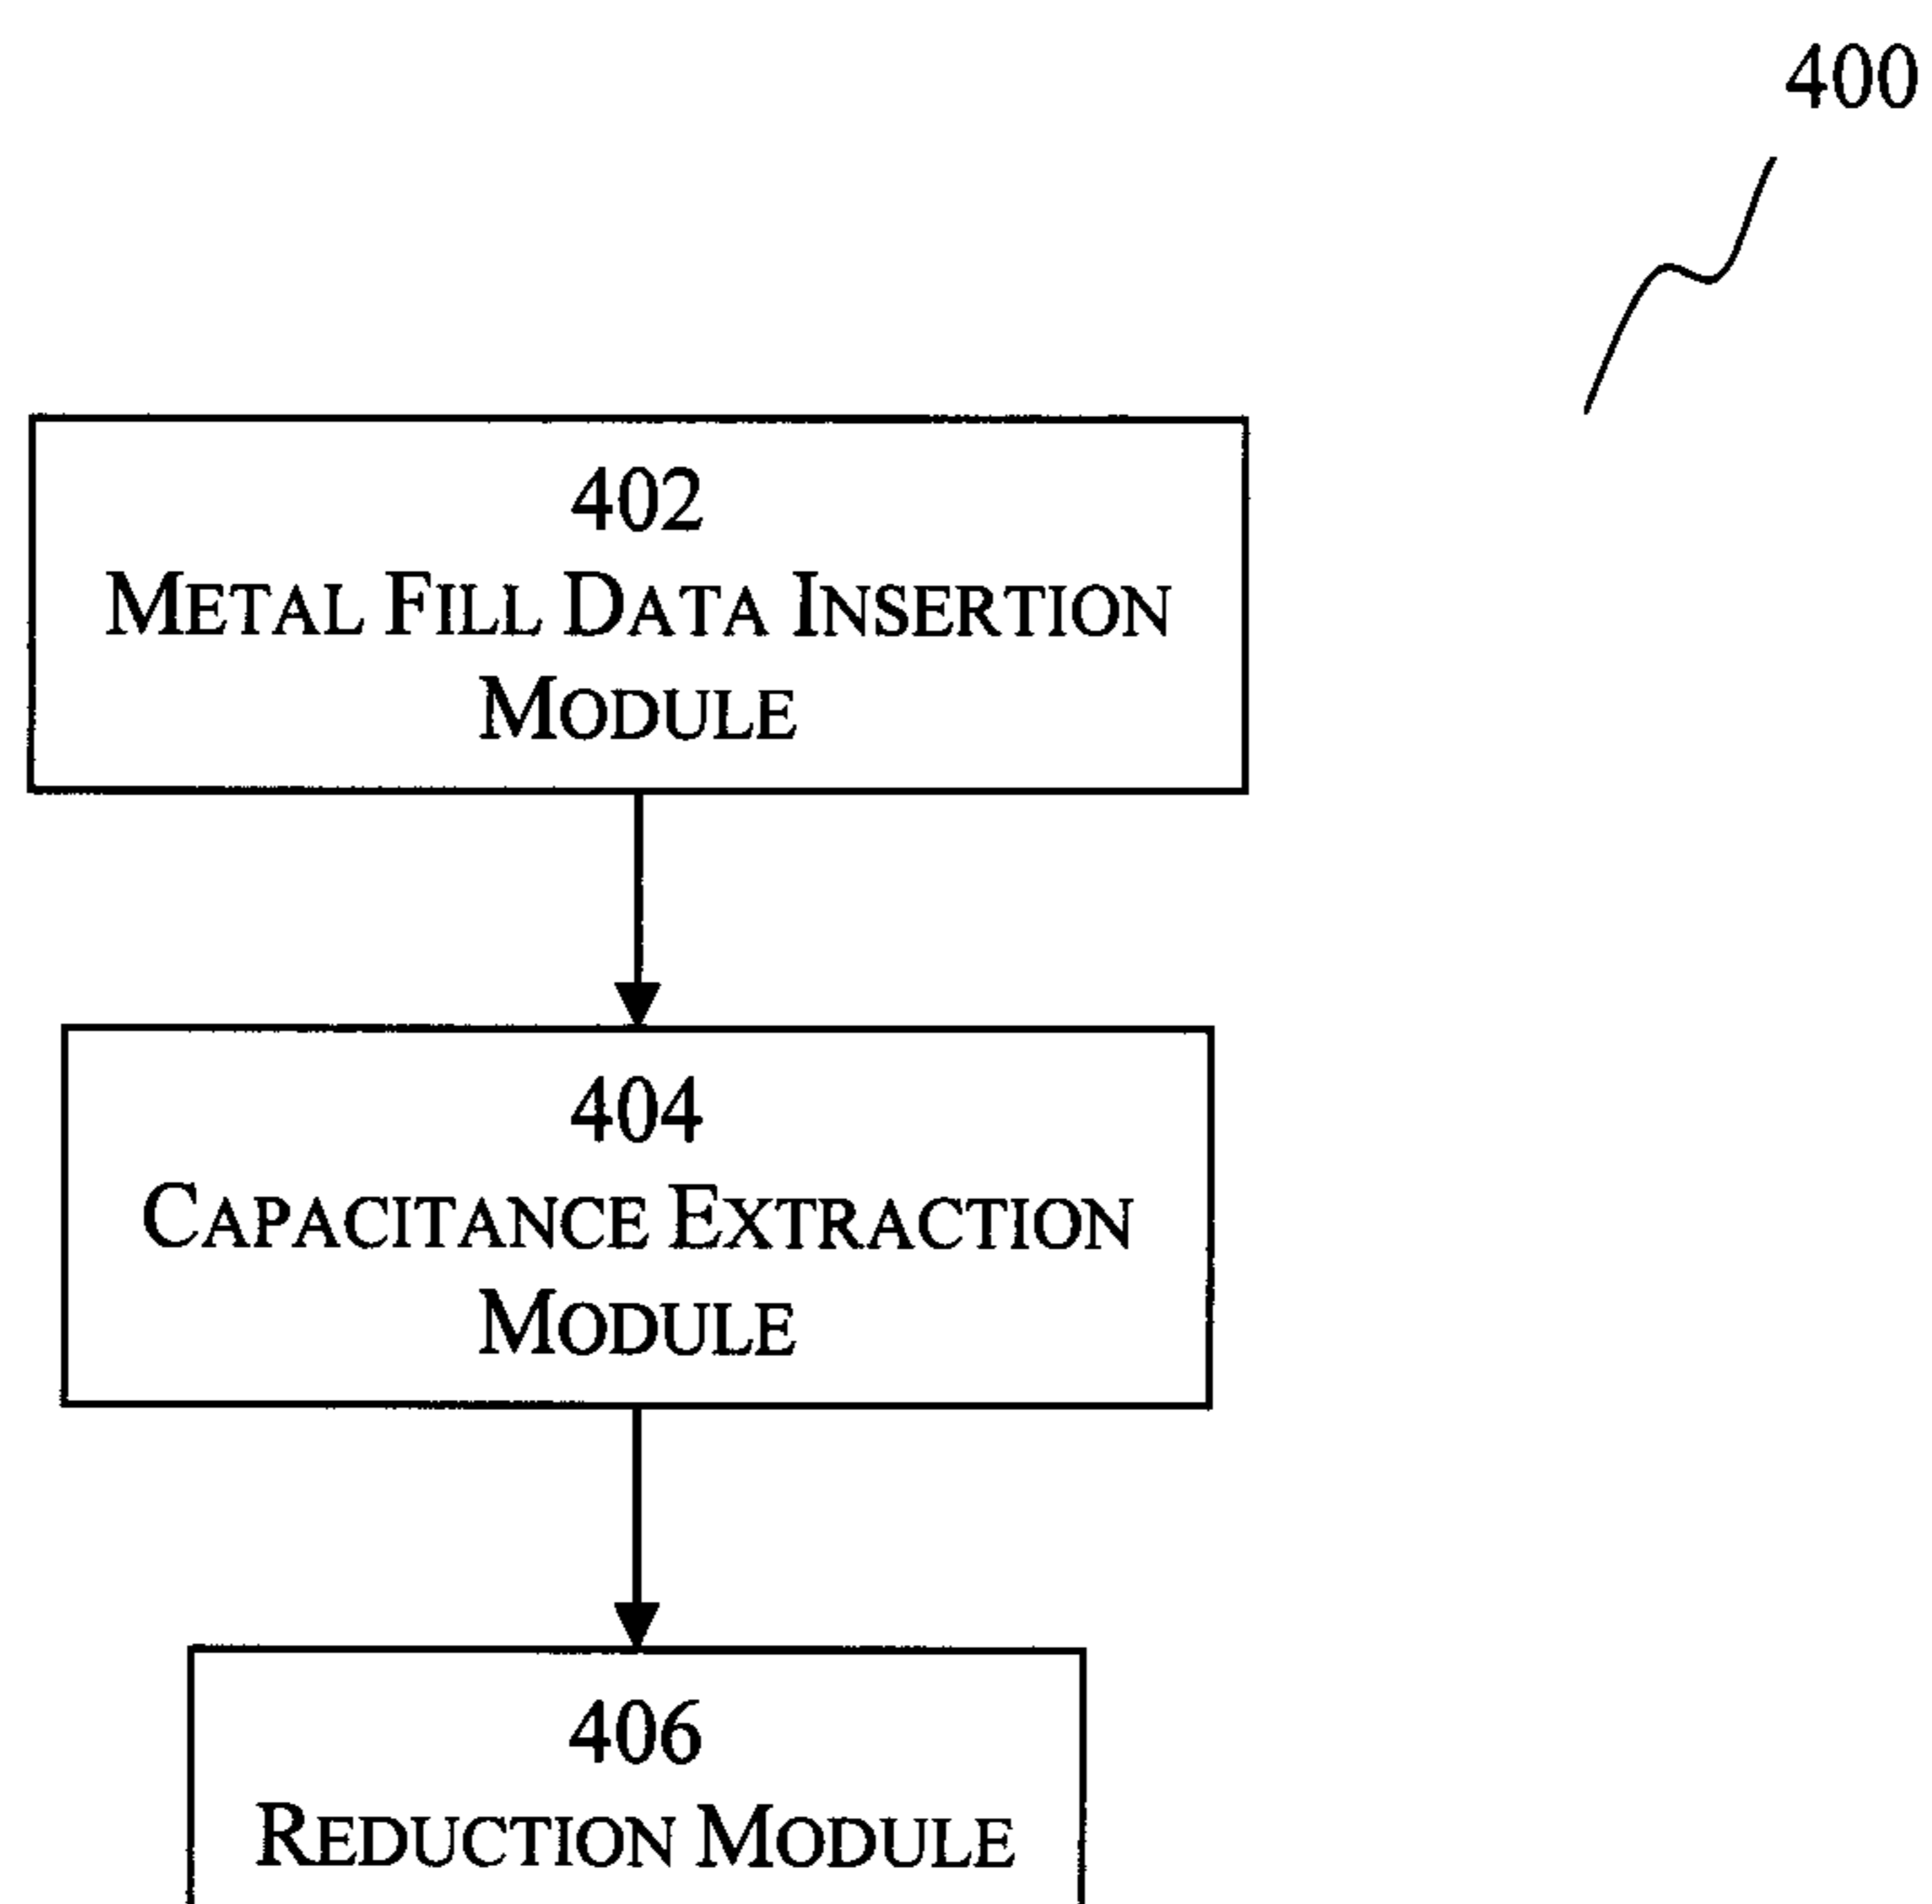 400
402
METAL FILL DATA INSERTION
MODULE
404
CAPACITANCE EXTRACTION
MODULE
406
REDUCTION MODULE